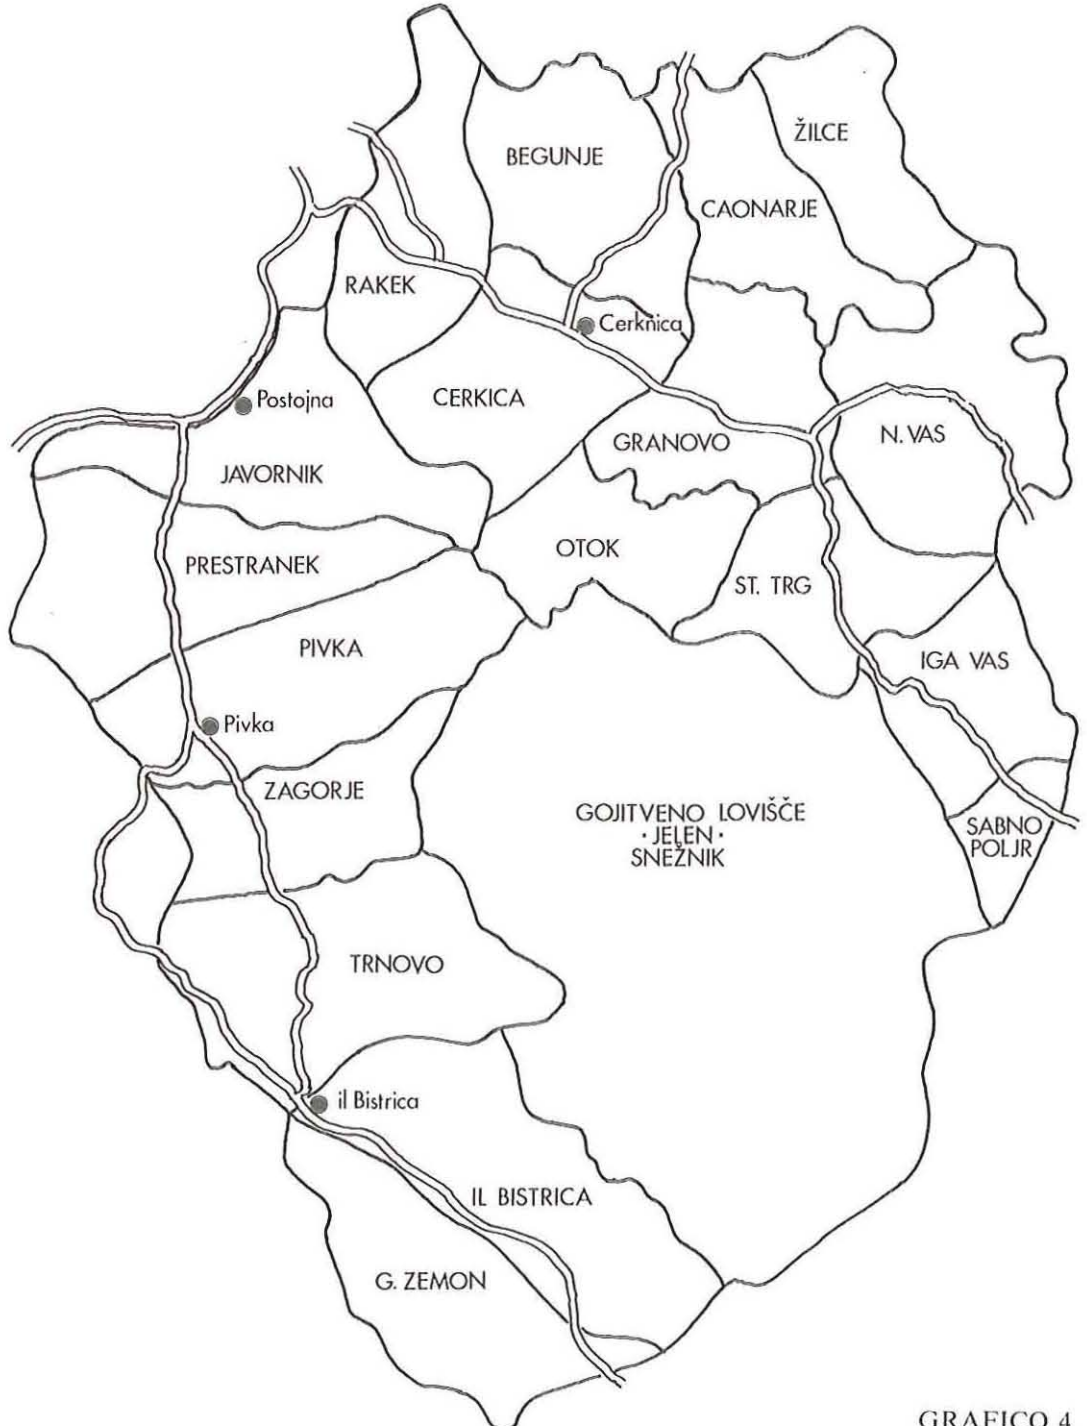 ŽILCE
BEGUNJE
CAONARJE
RAKEK
Cerknica
CERKICA
Postojna
GRANOVO
N. VAS
JAVORNIK
OTOK
PRESTRANEK
ST. TRG
PIVKA
IGA VAS
Pivka
ZAGORJE
GOJITVENO LOVIŠČE
· JELEN ·
SNEŽNIK
SABNO
POLJR
TRNOVO
il Bistrica
IL BISTRICA
G. ZEMON
GRAFICO 4